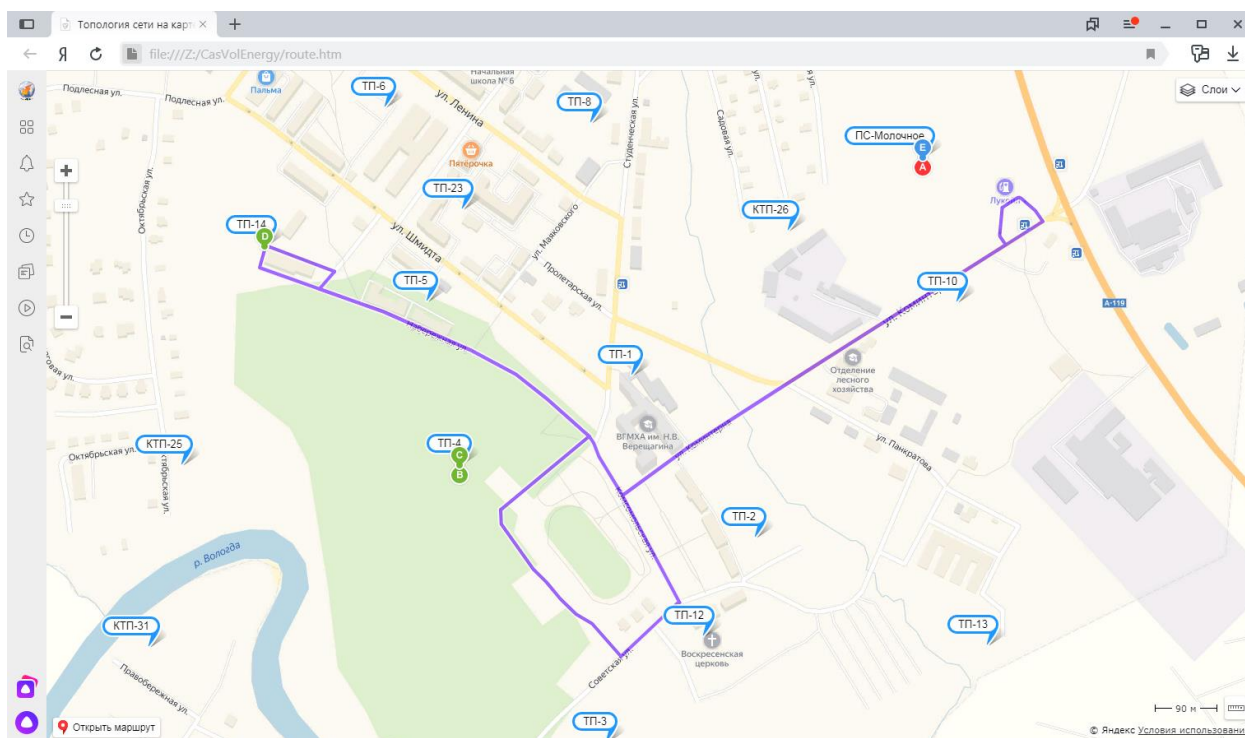 Топология сети на карт
Я
file:///Z:/CasVolEnergy/route.htm
Слои
Начальная
школа № 6
Подлесная ул.
Подлесная ул.
Пальма
ТП-6
ул. Ленина
ТП-8
Студенческая ул.
Садовая ул.
ПС-Молочное
E
A
Октябрьская ул.
Пятёрочка
ТП-23
ул. Маяковского
КТП-26
ТП-14
D
ул. Шмидта
ТП-5
Пролетарская ул.
ТП-10
А-119
Набережная ул.
ТП-1
Отделение
лесного
хозяйства
ВГМХА им. Н.В.
Верещагина
ул. Панкратова
КТП-25
Октябрьская ул.
ТП-4
C
B
ТП-2
р. Вологда
КТП-31
ТП-12
ТП-13
Воскресенская
церковь
Советская ул.
Правобережная ул.
ТП-3
90 м
Открыть маршрут
© Яндекс Условия использовани